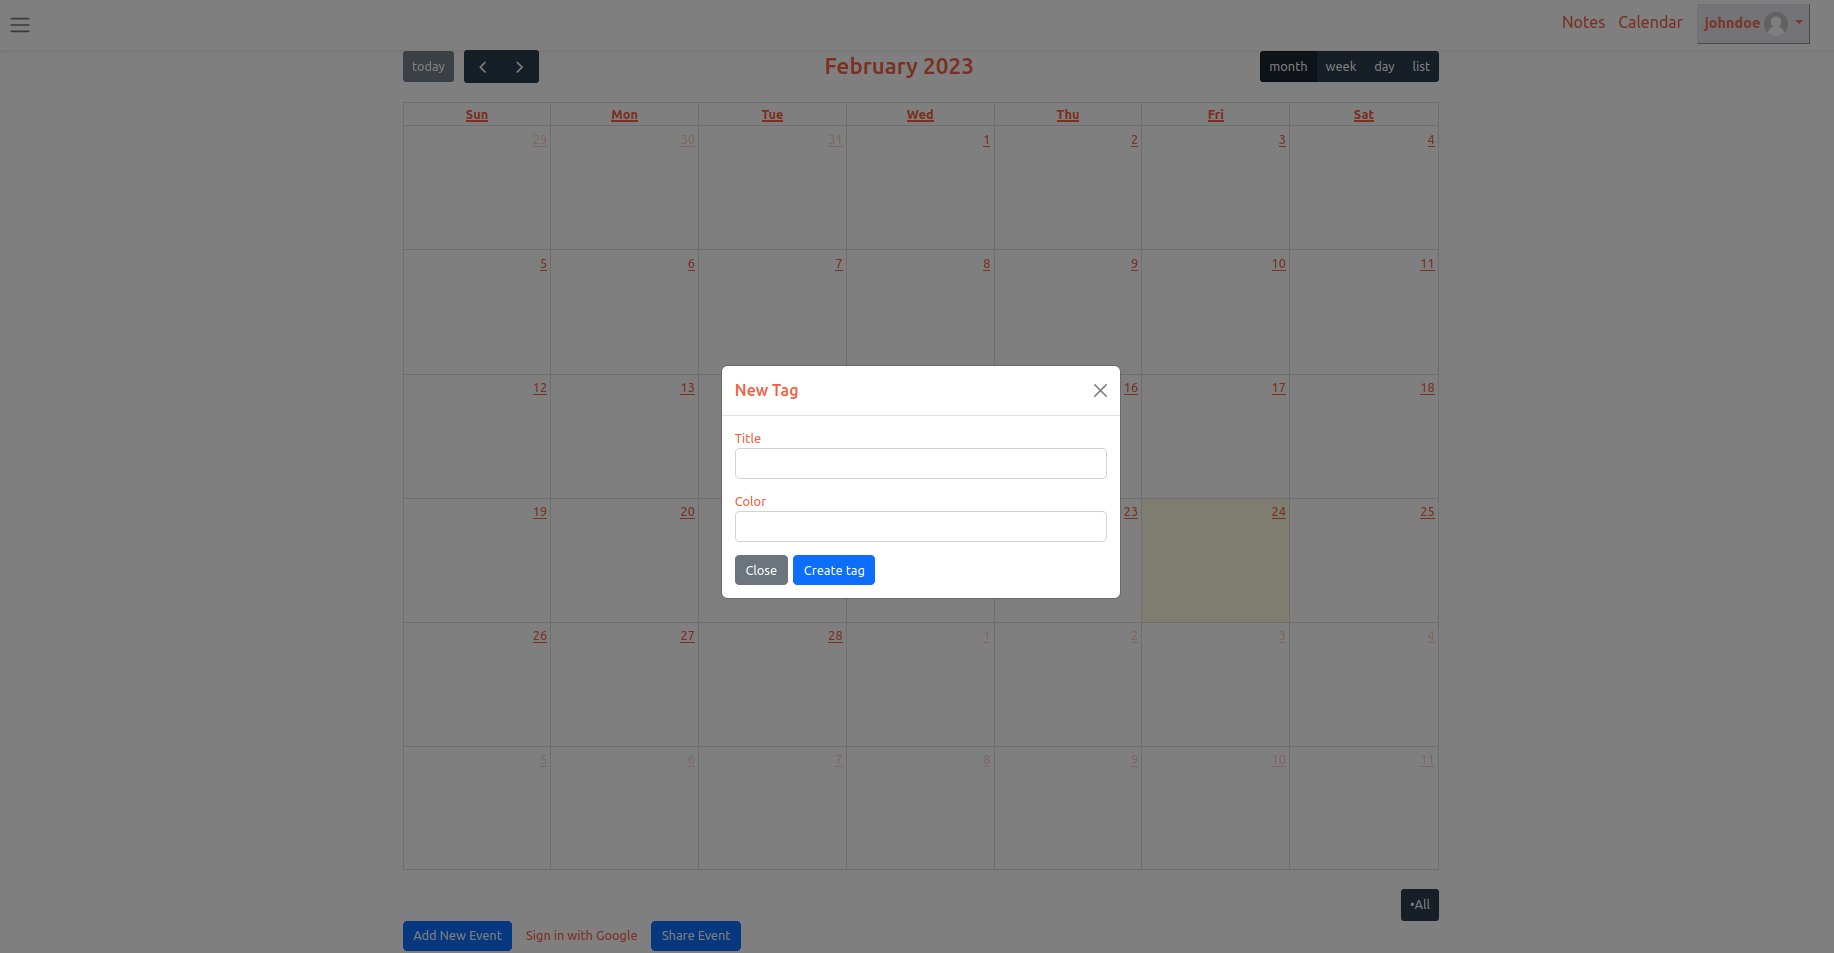 Notes Calendar johndoe
today February 2023 month week day list
Sun Mon Tue Wed Thu Fri Sat
29 30 31 1 2 3 4
5 6 7 8 9 10 11
12 13 16 17 18
New Tag
Title
Color
Close Create tag
19 20 23 24 25
26 27 28 1 2 3 4
5 6 7 8 9 10 11
•All
Add New Event Sign in with Google Share Event